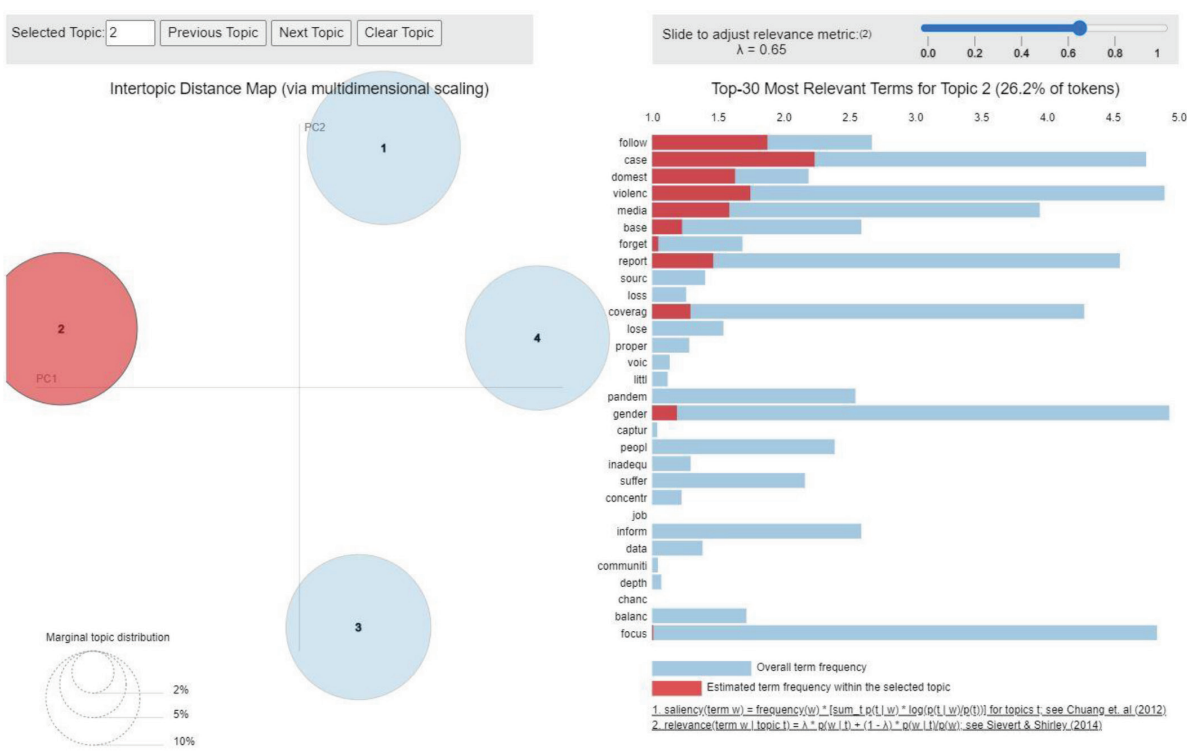 Selected Topic: 2 Previous Topic Next Topic Clear Topic
Slide to adjust relevance metric:(2)
λ = 0.65
0.0 0.2 0.4 0.6 0.8 1
Intertopic Distance Map (via multidimensional scaling)
PC2
1
2
4
PC1
3
Marginal topic distribution
2%
5%
10%
Top-30 Most Relevant Terms for Topic 2 (26.2% of tokens)
1.0 1.5 2.0 2.5 3.0 3.5 4.0 4.5 5.0
follow
case
domest
violenc
media
base
forget
report
sourc
loss
coverag
lose
proper
voic
littl
pandem
gender
captur
peopl
inadequ
suffer
concentr
job
inform
data
communiti
depth
chanc
balanc
focus
Overall term frequency
Estimated term frequency within the selected topic
1. saliency(term w) = frequency(w) * [sum_t p(t | w) * log(p(t | w)/p(t))] for topics t; see Chuang et. al (2012)
2. relevance(term w | topic t) = λ * p(w | t) + (1 - λ) * p(w | t)/p(w); see Sievert & Shirley (2014)